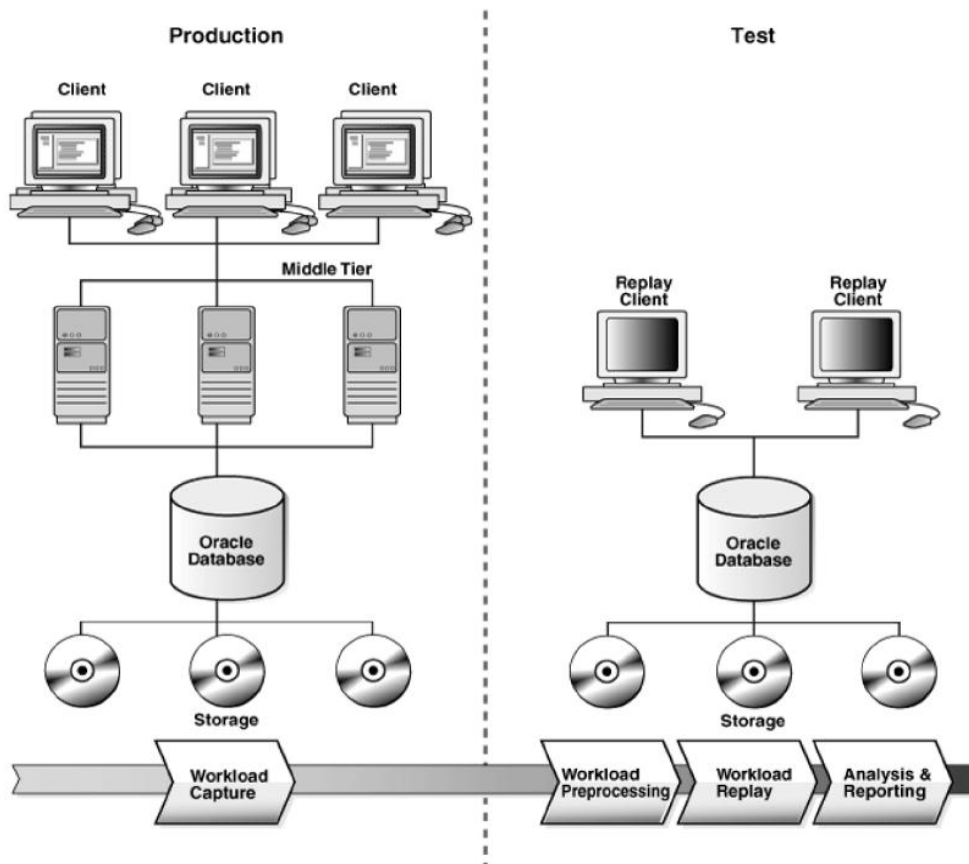 Production
Test
Client
Client
Client
Middle Tier
Replay
Client
Replay
Client
Oracle
Database
Oracle
Database
Storage
Storage
Workload
Capture
Workload
Preprocessing
Workload
Replay
Analysis &
Reporting